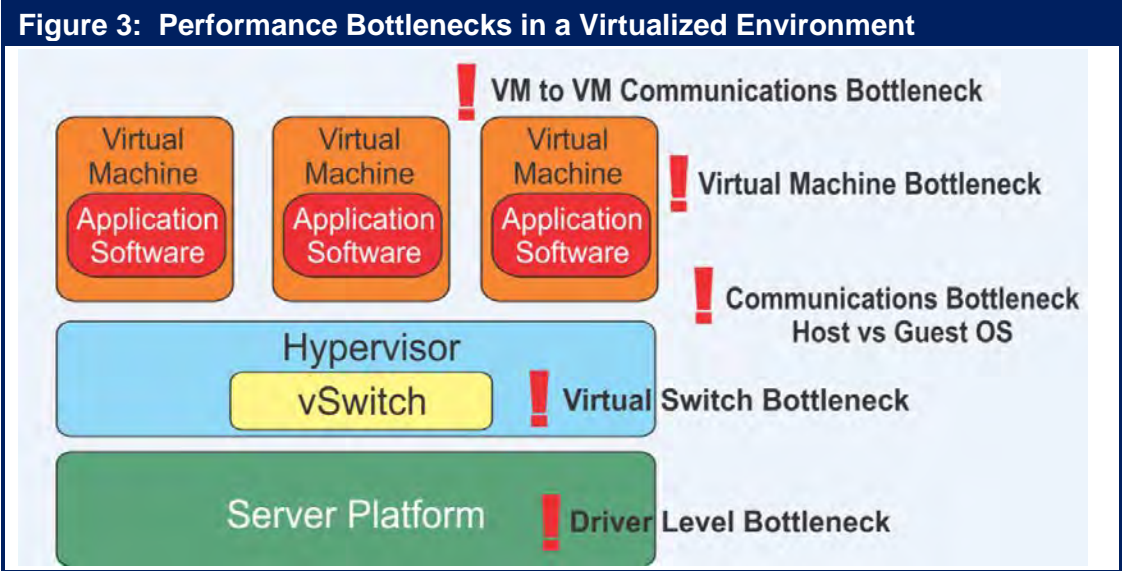 Figure 3: Performance Bottlenecks in a Virtualized Environment
VM to VM Communications Bottleneck
Virtual
Machine
Application
Software
Virtual
Machine
Application
Software
Virtual
Machine
Application
Software
Virtual Machine Bottleneck
Communications Bottleneck
Host vs Guest OS
Hypervisor
vSwitch
Virtual Switch Bottleneck
Server Platform
Driver Level Bottleneck